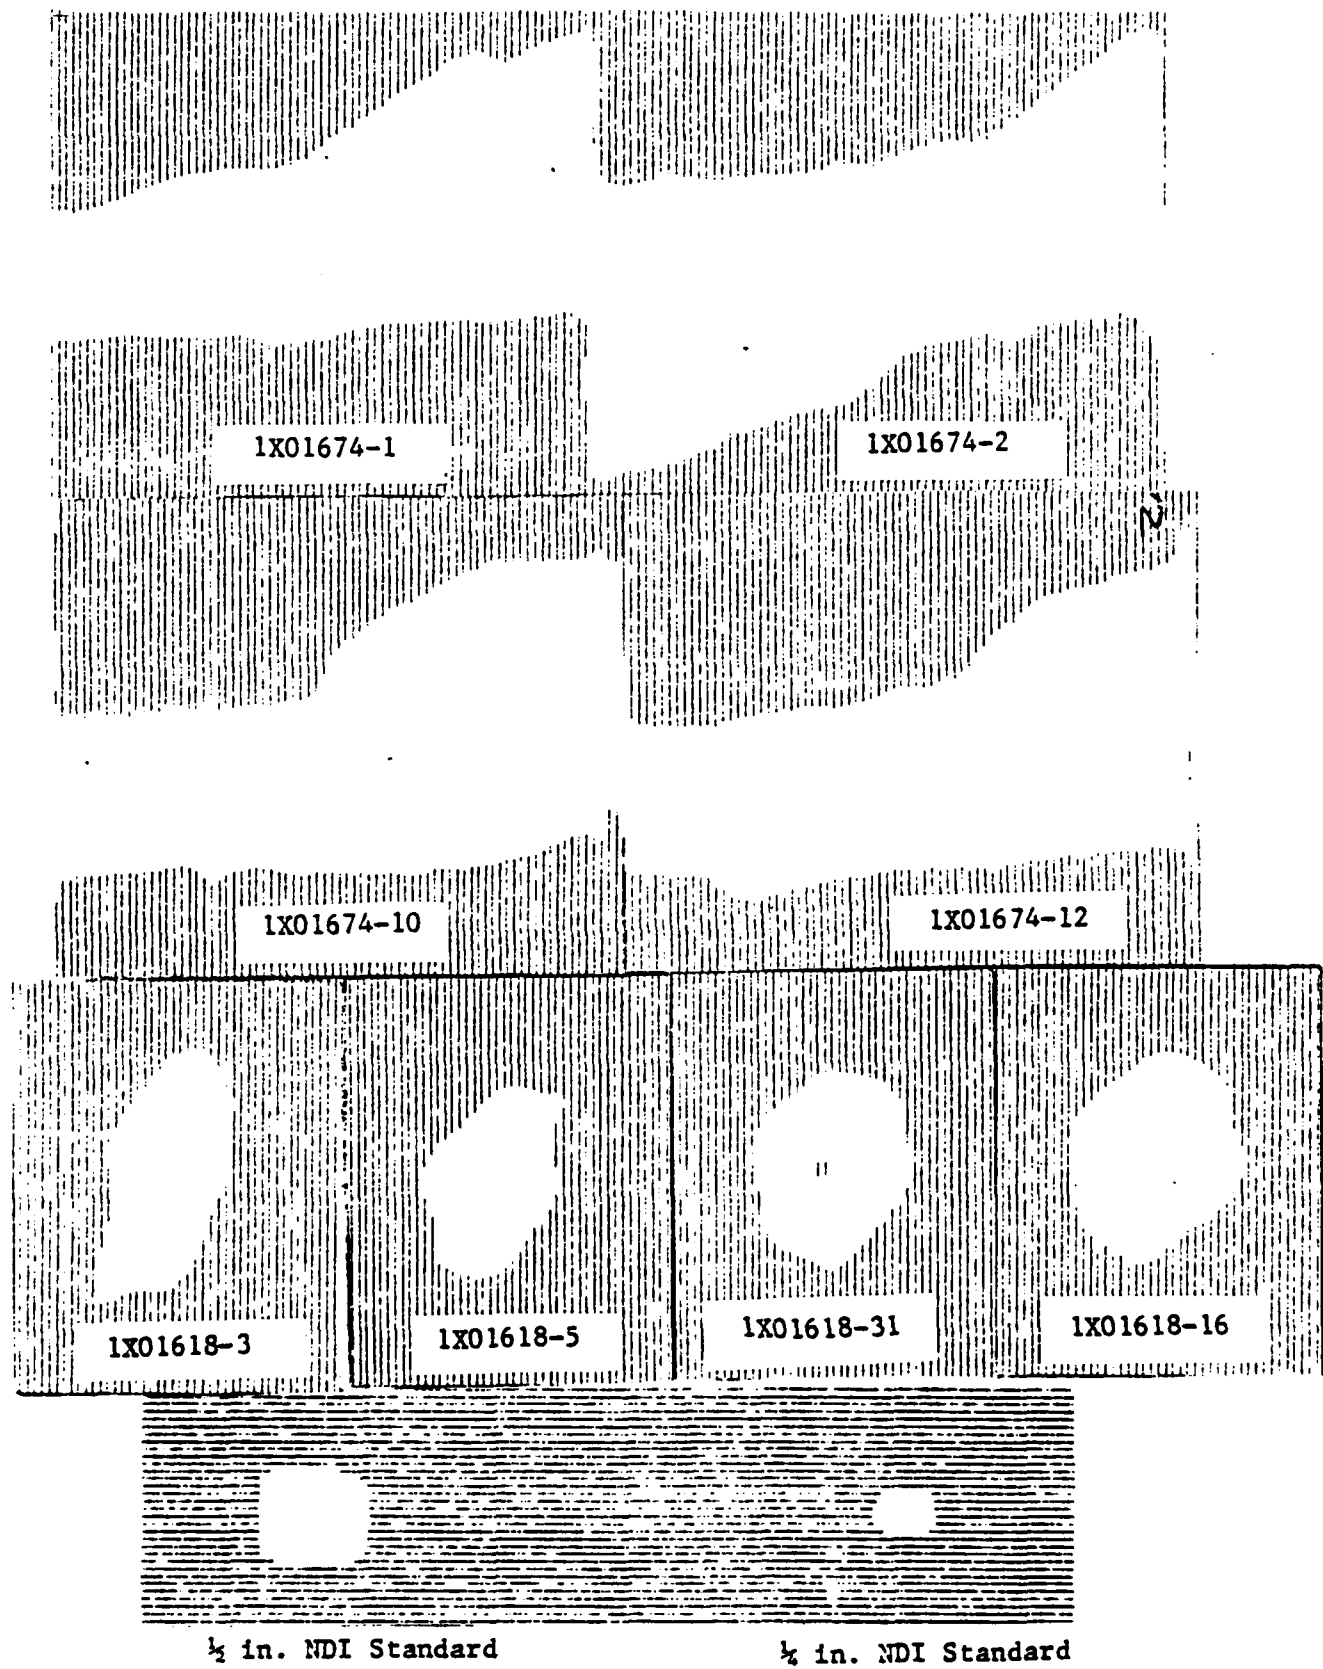 1X01674-1
1X01674-2
1X01674-10
1X01674-12
1X01618-3
1X01618-5
1X01618-31
1X01618-16
½ in. NDI Standard
¼ in. NDI Standard